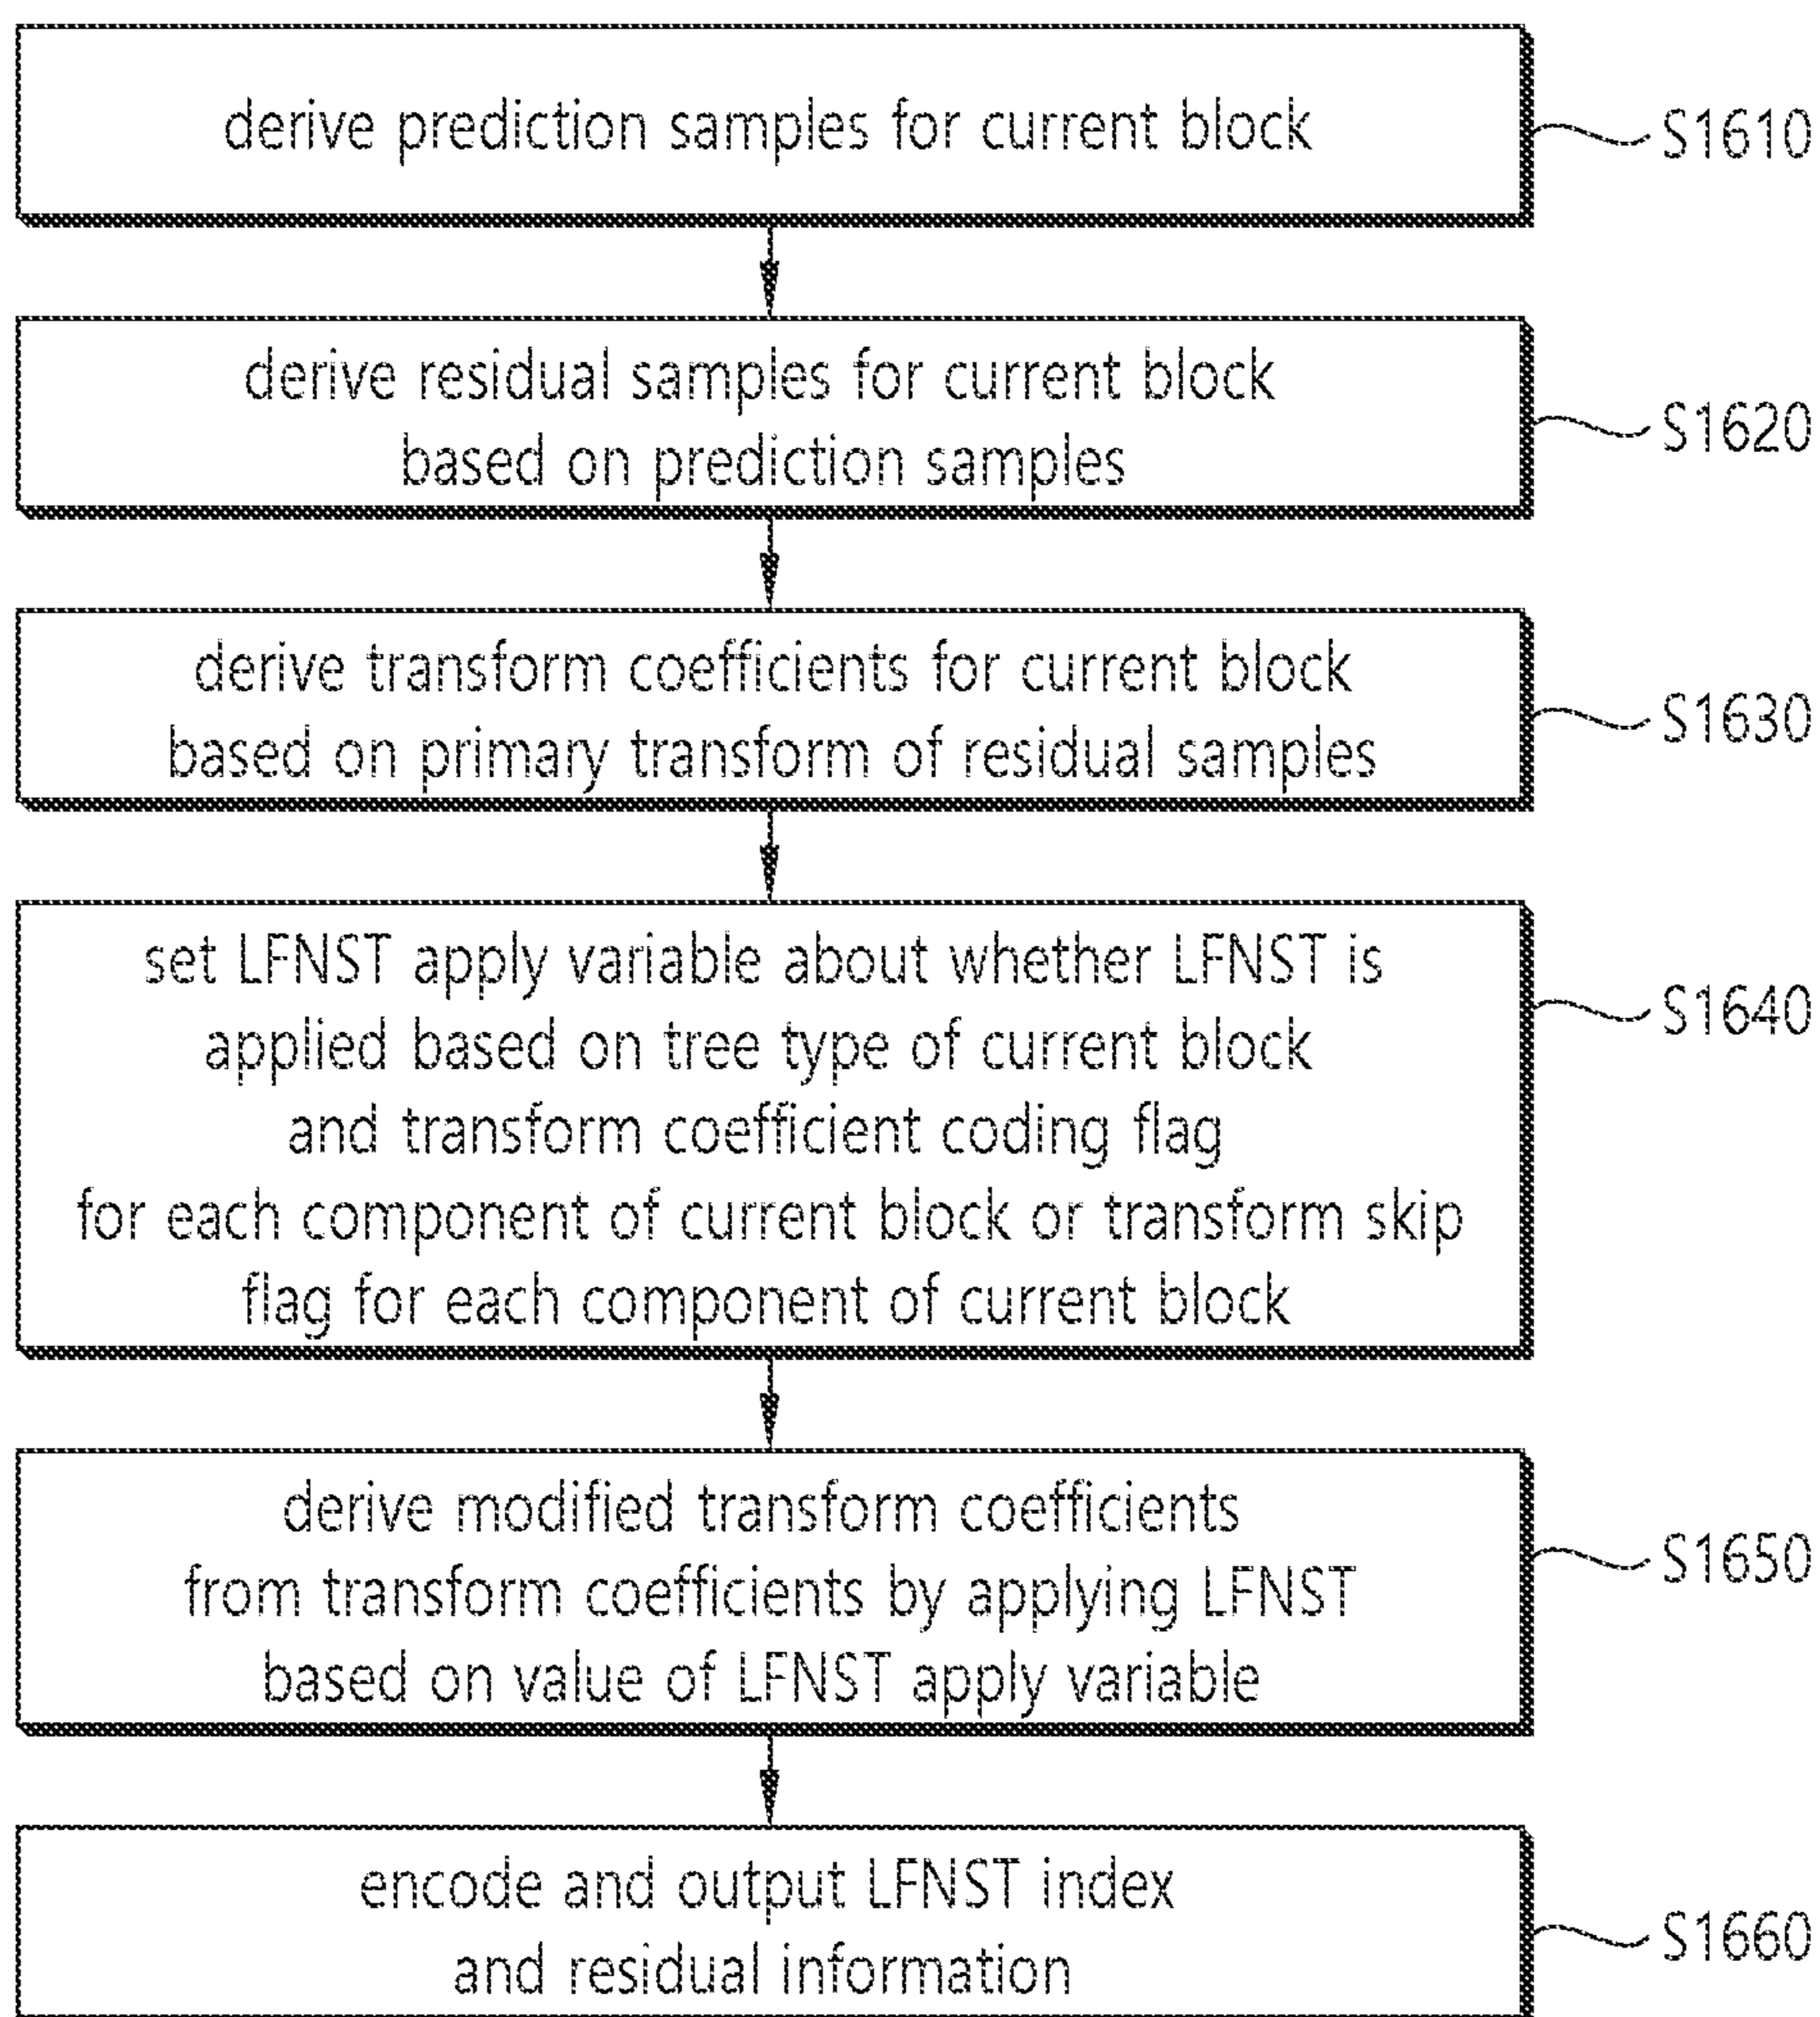 derive prediction samples for current block
S1610
derive residual samples for current block
based on prediction samples
S1620
derive transform coefficients for current block
based on primary transform of residual samples
S1630
set LFNST apply variable about whether LFNST is
applied based on tree type of current block
and transform coefficient coding flag
for each component of current block or transform skip
flag for each component of current block
S1640
derive modified transform coefficients
from transform coefficients by applying LFNST
based on value of LFNST apply variable
S1650
encode and output LFNST index
and residual information
S1660